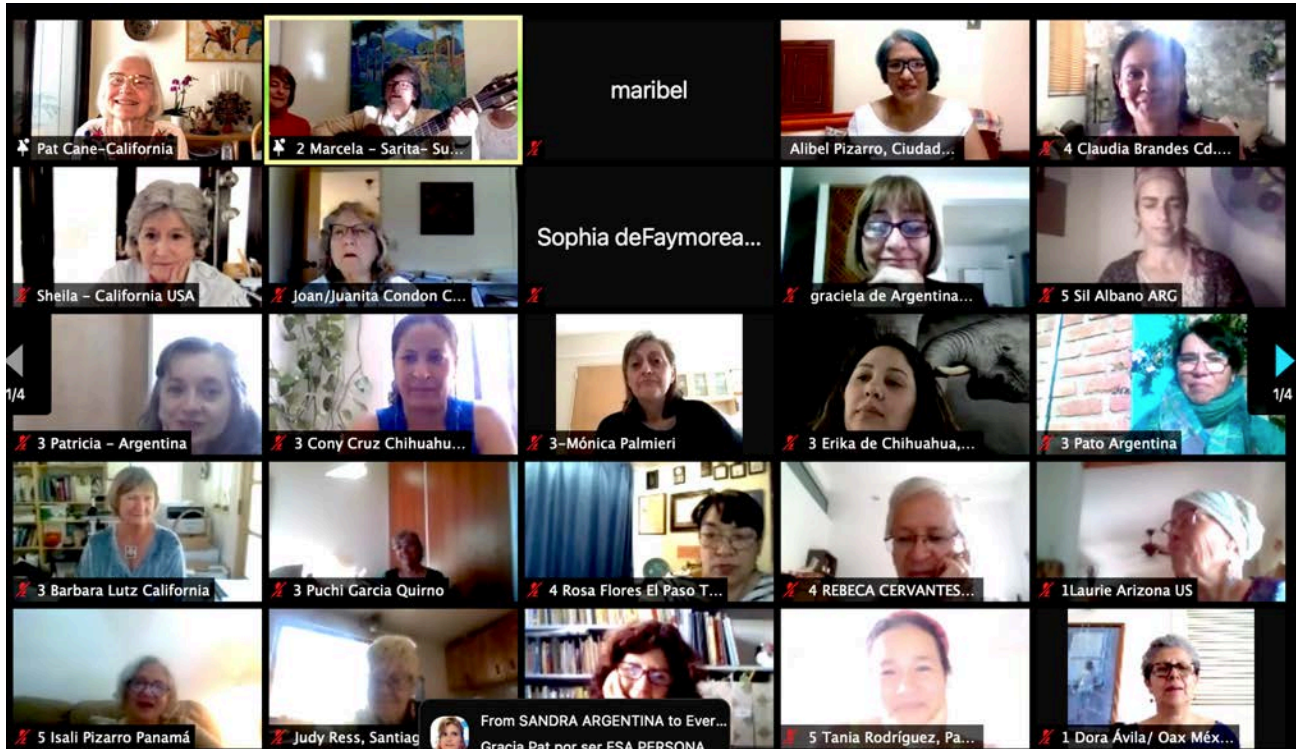 Pat Cane-California
2 Marcela - Sarita- Su...
maribel
Alibel Pizarro, Ciudad...
4 Claudia Brandes Cd....
Sheila - California USA
Joan/Juanita Condon C...
Sophia deFaymorea...
graciela de Argentina...
5 Sil Albano ARG
1/4
3 Patricia - Argentina
3 Cony Cruz Chihuahu...
3-Mónica Palmieri
3 Erika de Chihuahua,...
3 Pato Argentina
1/4
3 Barbara Lutz California
3 Puchi Garcia Quirno
4 Rosa Flores El Paso T...
4 REBECA CERVANTES...
1Laurie Arizona US
5 Isali Pizarro Panamá
Judy Ress, Santiag
From SANDRA ARGENTINA to Ever...
Gracia Pat por ser ESA PERSONA
5 Tania Rodríguez, Pa...
1 Dora Ávila/ Oax Méx...